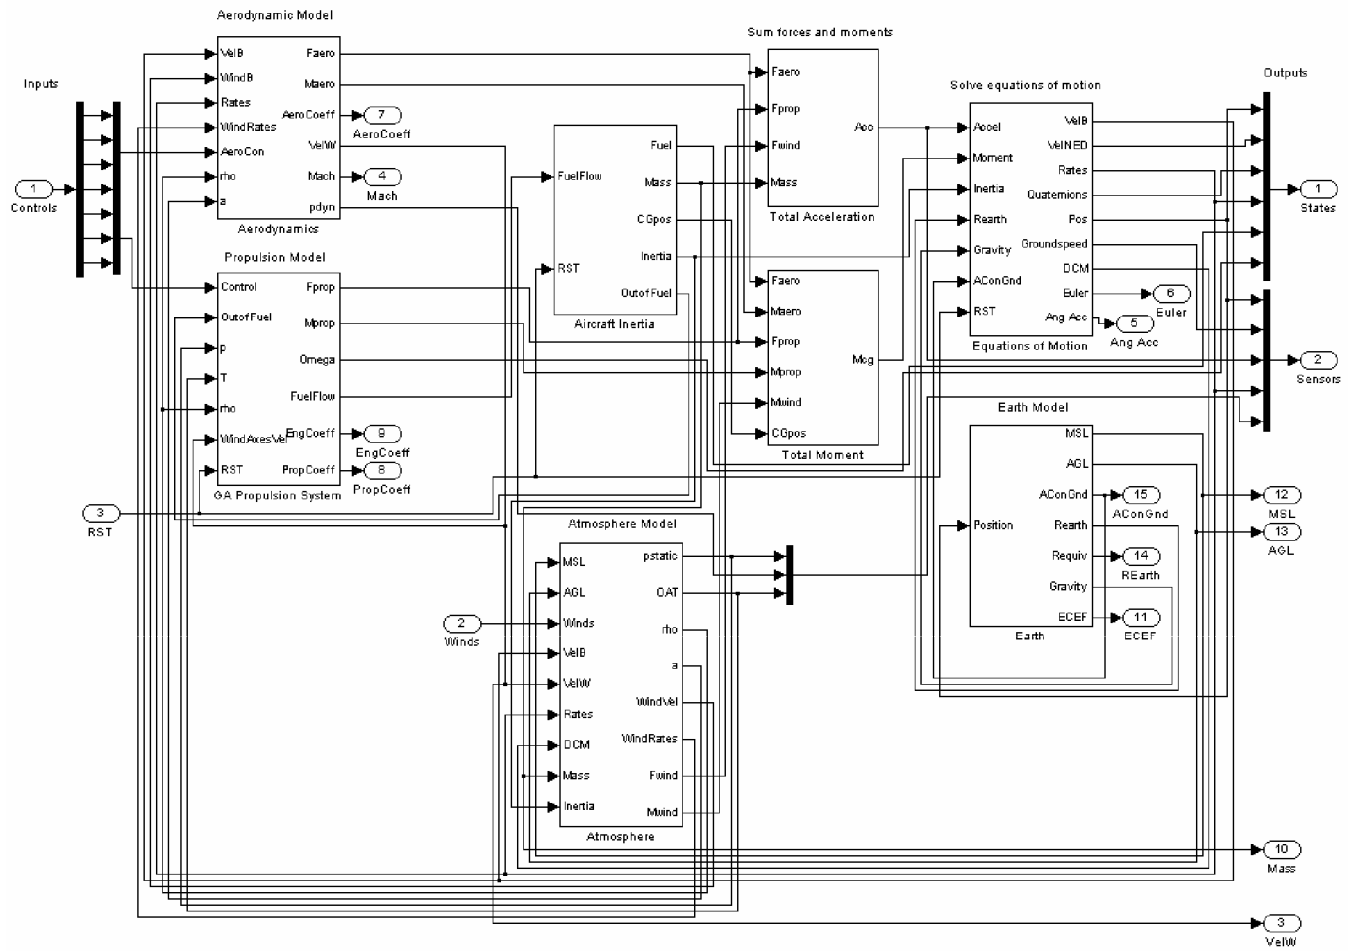 Aerodynamic Model
Inputs
1
Controls
VelB
WindB
Rates
WindRates
AeroCon
rho
a
Faero
Maero
AeroCoeff
VelW
Mach
pdyn
Aerodynamics
7
AeroCoeff
4
Mach
Propulsion Model
Control
OutofFuel
p
T
rho
WindAxesVel
RST
Fprop
Mprop
Omega
FuelFlow
EngCoeff
PropCoeff
GA Propulsion System
9
EngCoeff
8
PropCoeff
3
RST
FuelFlow
RST
Fuel
Mass
CGpos
Inertia
OutofFuel
Aircraft Inertia
Sum forces and moments
Faero
Fprop
Fwind
Mass
Acc
Total Acceleration
Faero
Maero
Fprop
Mprop
Mwind
CGpos
Mcg
Total Moment
Solve equations of motion
Accel
Moment
Inertia
Rearth
Gravity
AConGnd
RST
VelB
VelNED
Rates
Quaternions
Pos
Groundspeed
DCM
Euler
Ang Acc
Equations of Motion
6
Euler
5
Ang Acc
Outputs
1
States
2
Sensors
Earth Model
Position
MSL
AGL
AConGnd
Rearth
Requiv
Gravity
ECEF
Earth
15
AConGnd
14
REarth
11
ECEF
12
MSL
13
AGL
Atmosphere Model
2
Winds
MSL
AGL
Winds
VelB
VelW
Rates
DCM
Mass
Inertia
pstatic
OAT
rho
a
WindVel
WindRates
Fwind
Mwind
Atmosphere
10
Mass
3
VelW